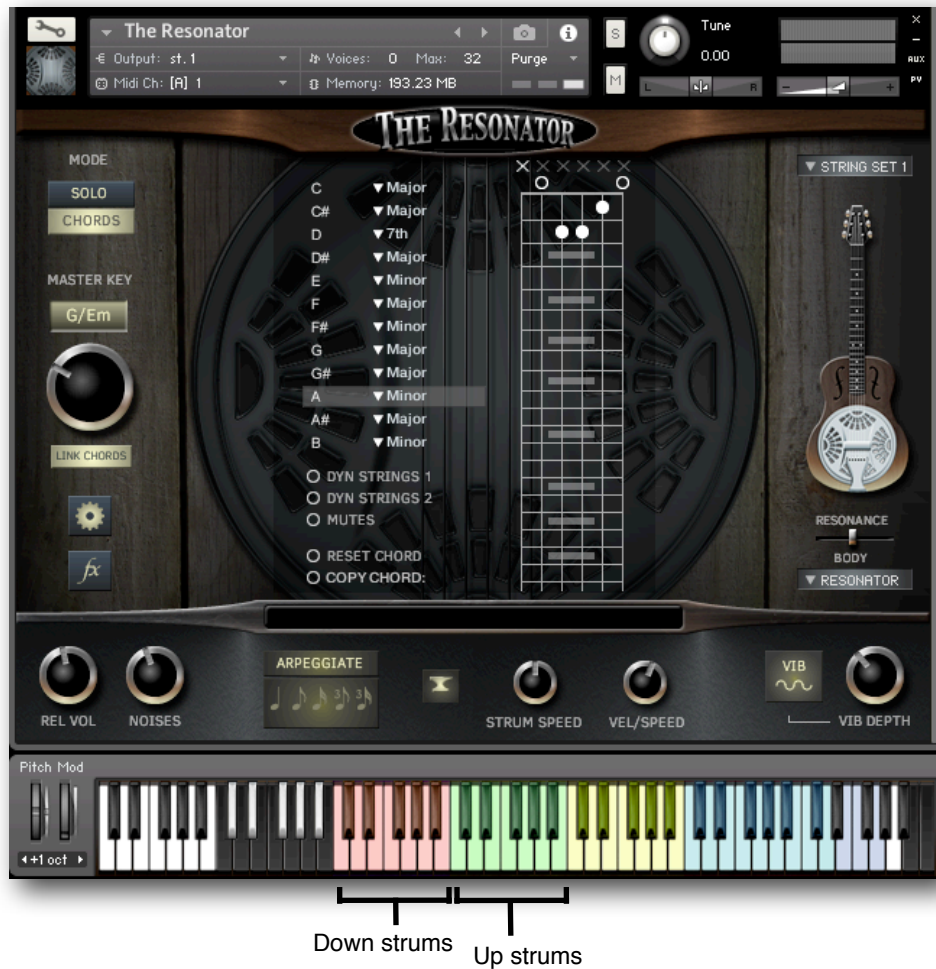 The Resonator
S
Tune
0.00
Output: st. 1
Voices: 0 Max: 32
Purge
M
Midi Ch: [A] 1
Memory: 193.23 MB
L
R
-
+
×
-
AUX
PV
THE RESONATOR
MODE
SOLO
CHORDS
MASTER KEY
G/Em
LINK CHORDS
fx
C ▼ Major
C# ▼ Major
D ▼ 7th
D# ▼ Major
E ▼ Minor
F ▼ Major
F# ▼ Minor
G ▼ Major
G# ▼ Major
A ▼ Minor
A# ▼ Major
B ▼ Minor
DYN STRINGS 1
DYN STRINGS 2
MUTES
RESET CHORD
COPY CHORD:
X X X X X X
O O
▼ STRING SET 1
RESONANCE
BODY
▼ RESONATOR
REL VOL
NOISES
ARPEGGIATE
3 3
STRUM SPEED
VEL/SPEED
VIB
VIB DEPTH
Pitch Mod
+1 oct
Down strums
Up strums